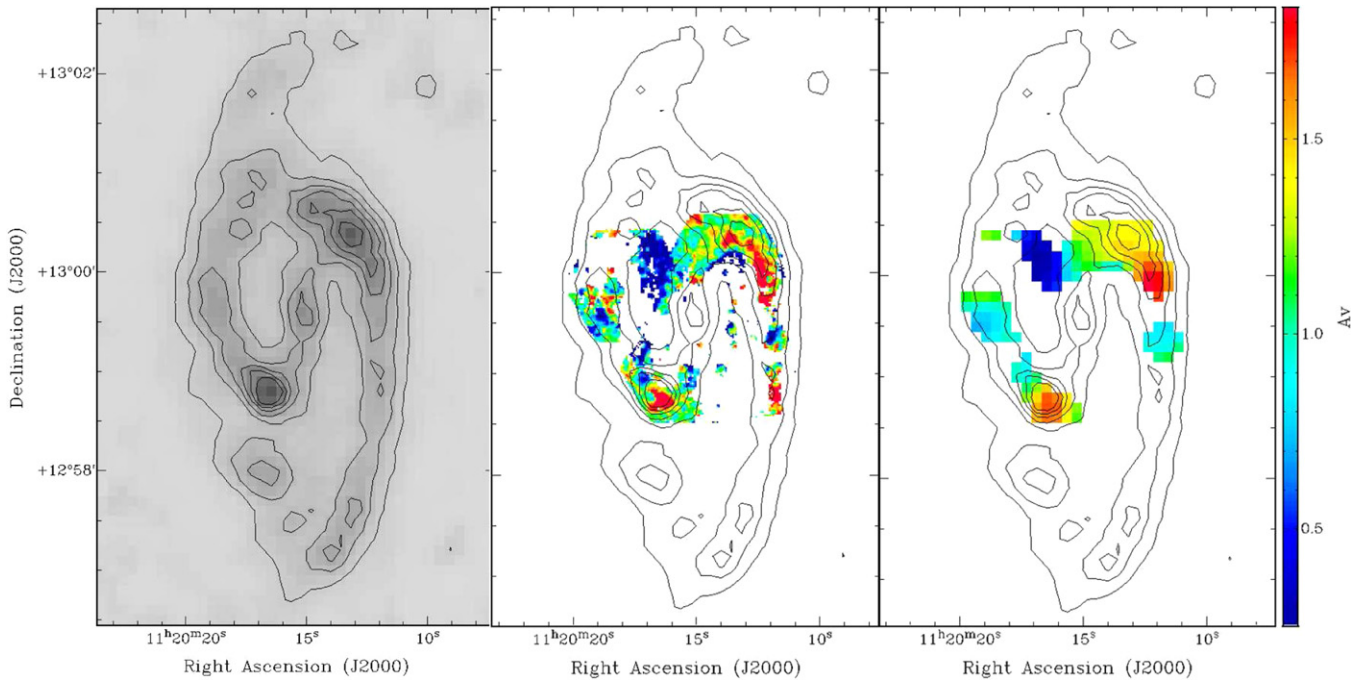 +13°02'
+13°00'
+12°58'
Declination (J2000)
11ʰ20ᵐ20ˢ
15ˢ
10ˢ
11ʰ20ᵐ20ˢ
15ˢ
10ˢ
11ʰ20ᵐ20ˢ
15ˢ
10ˢ
Right Ascension (J2000)
Right Ascension (J2000)
Right Ascension (J2000)
1.5
1.0
0.5
Av